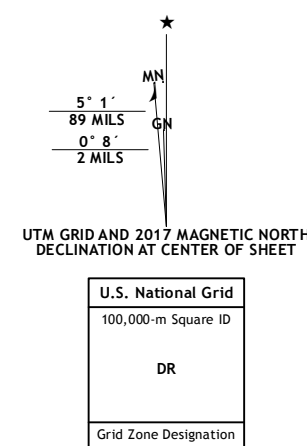 ★
MN
5° 1´
89 MILS
GN
0° 8´
2 MILS
UTM GRID AND 2017 MAGNETIC NORTH
DECLINATION AT CENTER OF SHEET
U.S. National Grid
100,000-m Square ID
DR
Grid Zone Designation